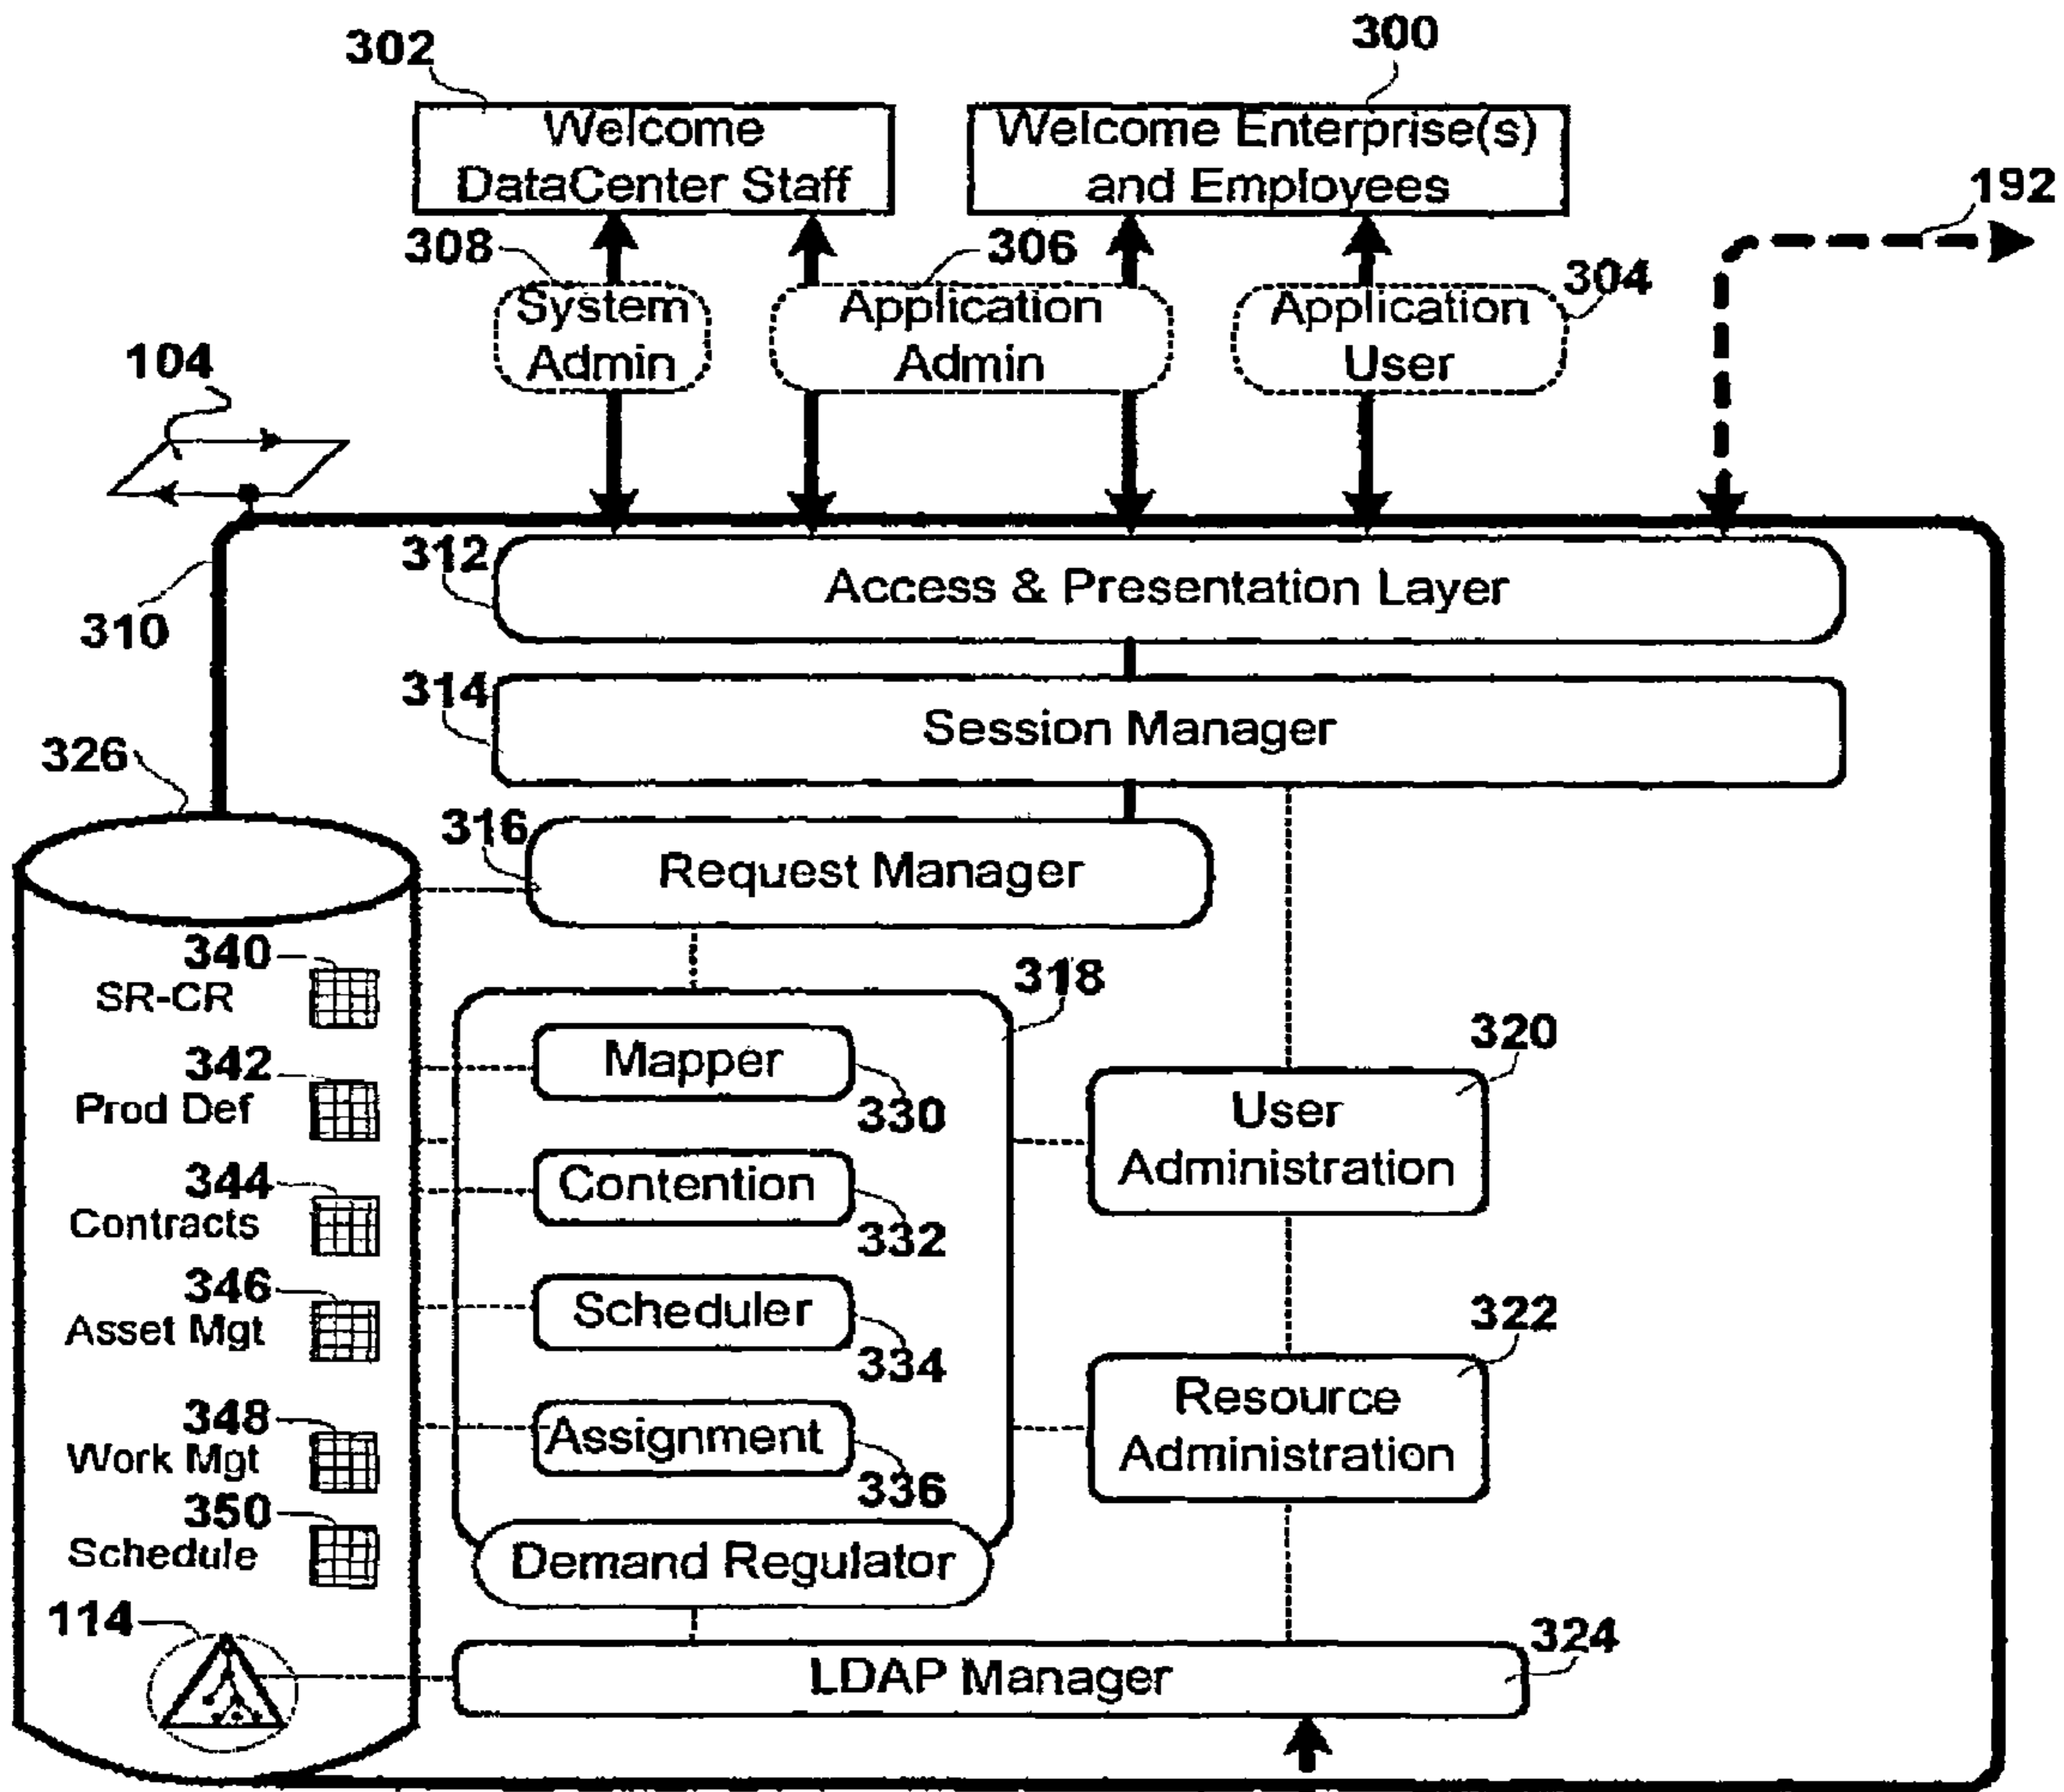 302
300
Welcome
DataCenter Staff
Welcome Enterprise(s)
and Employees
192
308
306
304
System
Admin
Application
Admin
Application
User
104
312
Access & Presentation Layer
310
314
Session Manager
326
316
Request Manager
340
SR-CR
318
342
Prod Def
Mapper
330
320
User
Administration
344
Contracts
Contention
332
346
Asset Mgt
Scheduler
334
322
Resource
Administration
348
Work Mgt
Assignment
336
350
Schedule
Demand Regulator
114
324
LDAP Manager